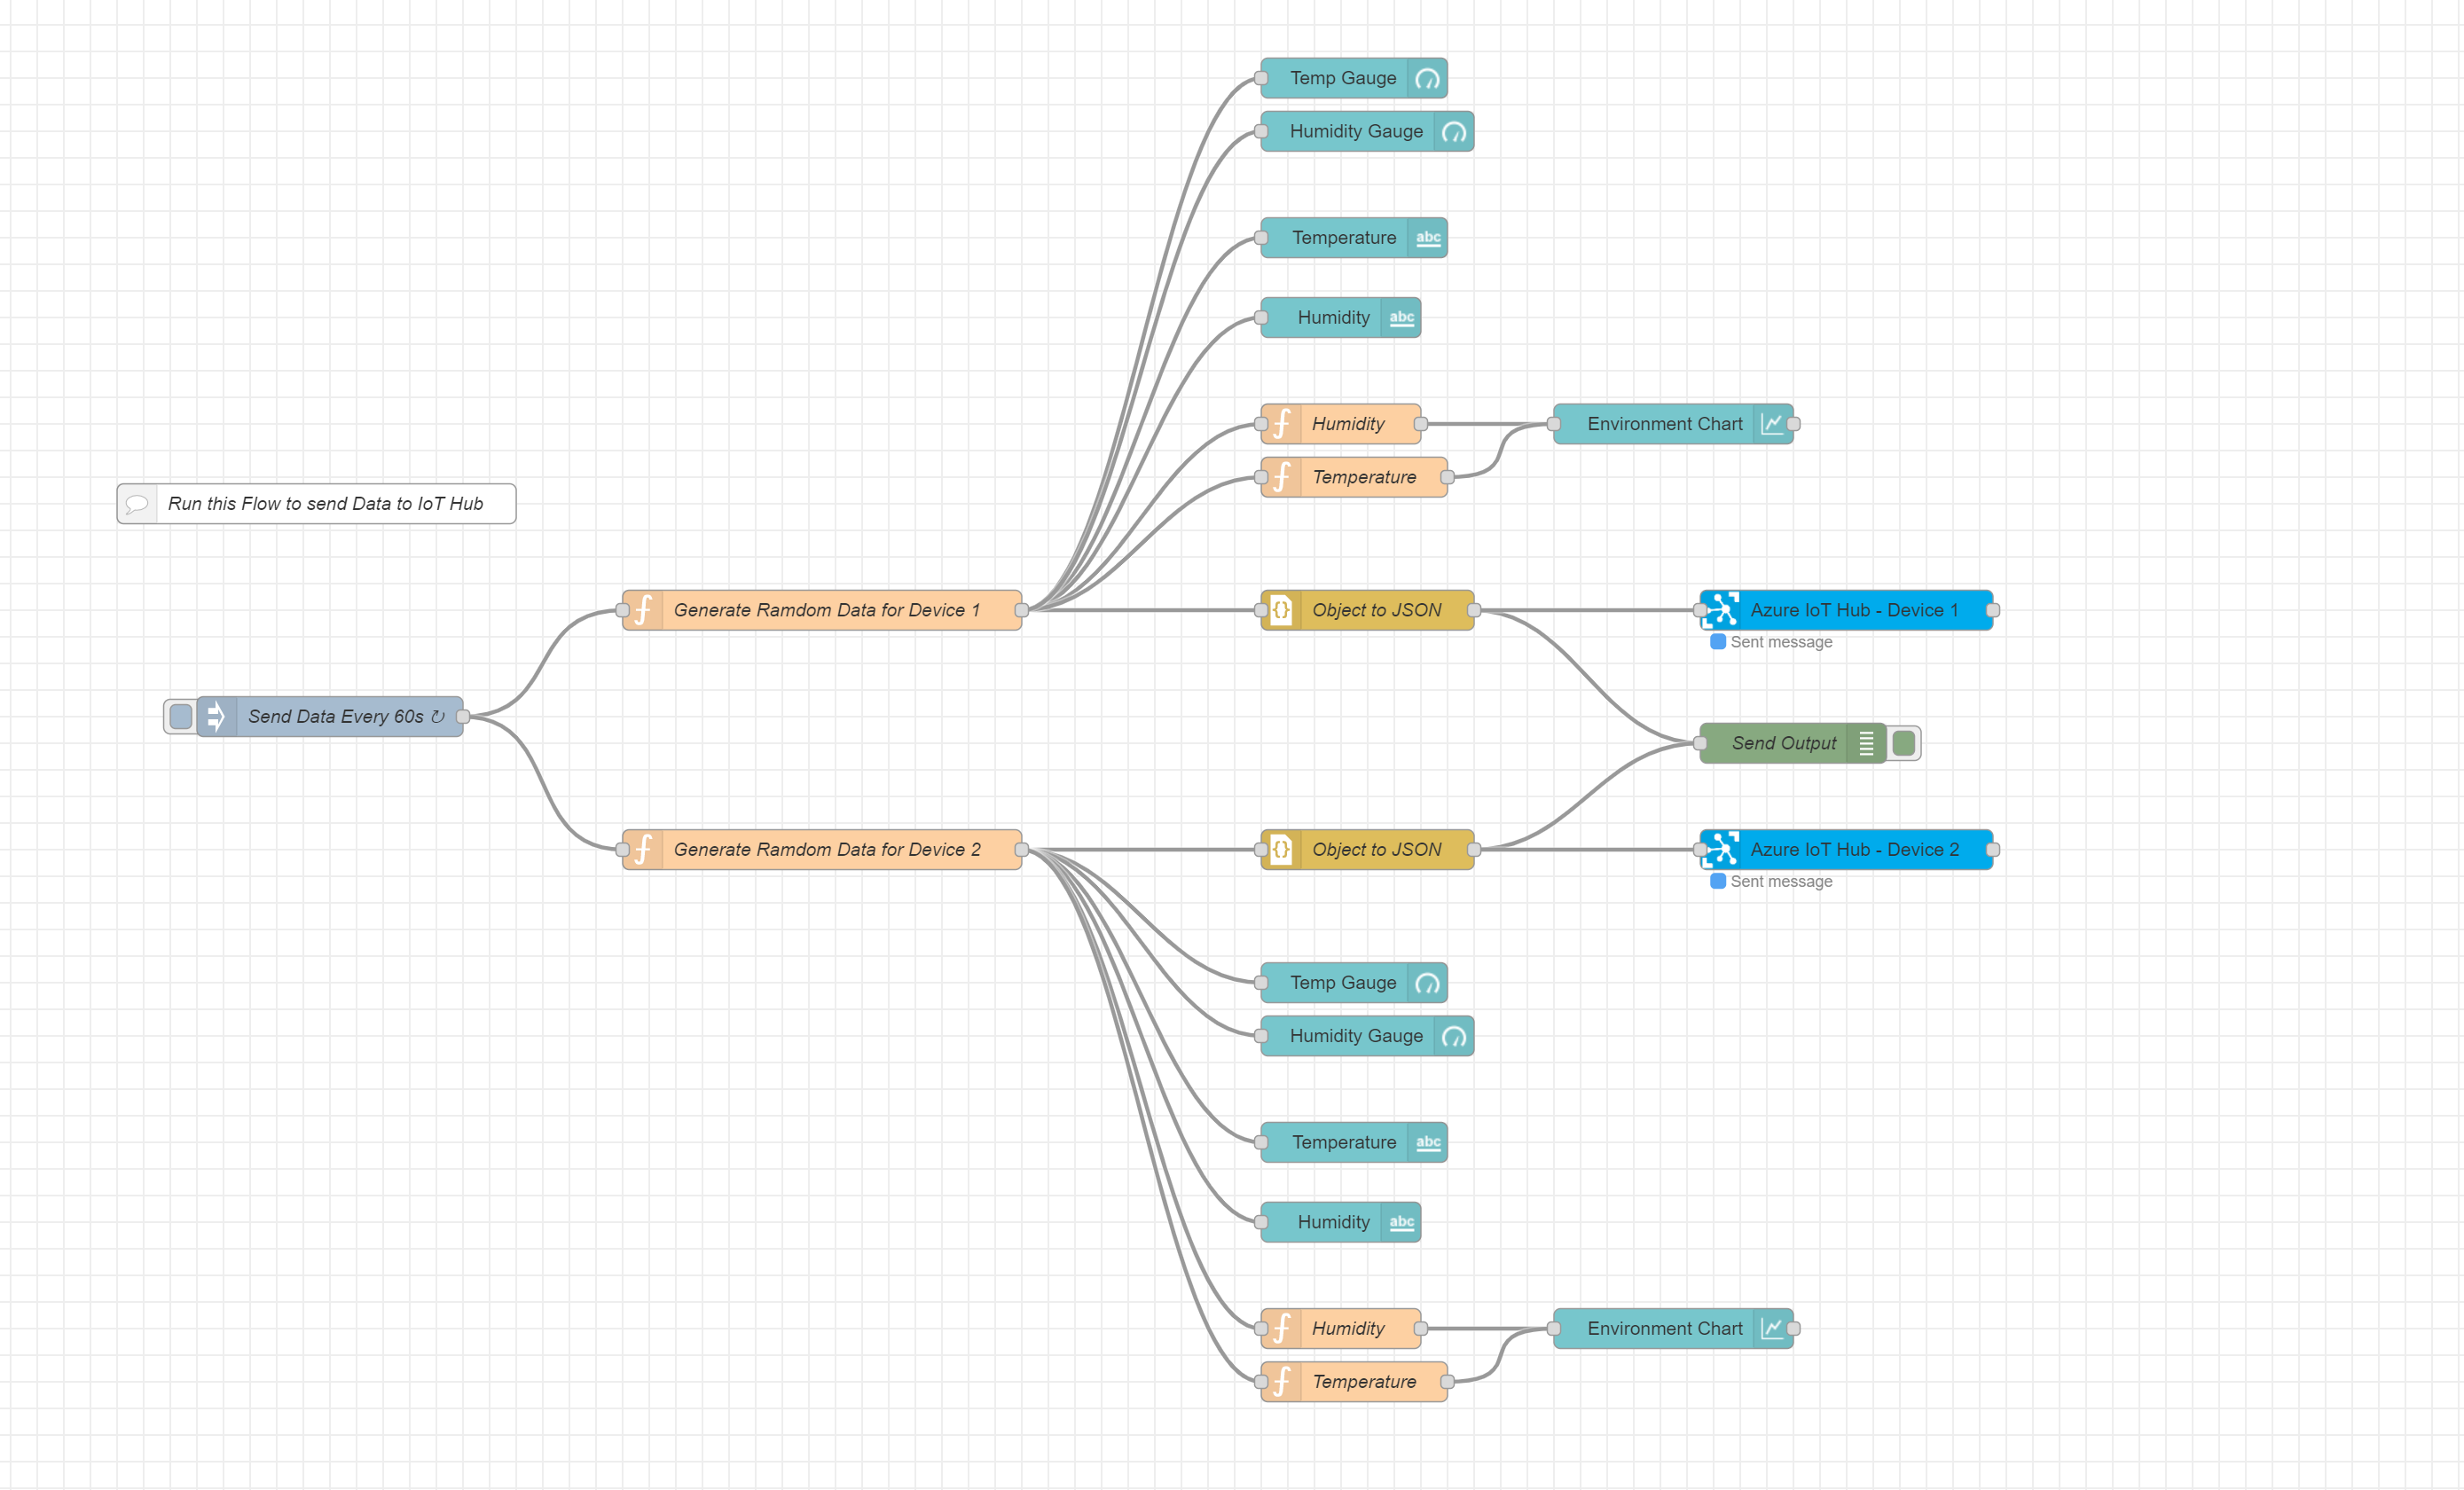 Temp Gauge
Humidity Gauge
Temperature abc
Humidity abc
Humidity
Environment Chart
Temperature
Run this Flow to send Data to IoT Hub
Generate Ramdom Data for Device 1
Object to JSON
Azure IoT Hub - Device 1
Sent message
Send Data Every 60s ↻
Send Output
Generate Ramdom Data for Device 2
Object to JSON
Azure IoT Hub - Device 2
Sent message
Temp Gauge
Humidity Gauge
Temperature abc
Humidity abc
Humidity
Environment Chart
Temperature